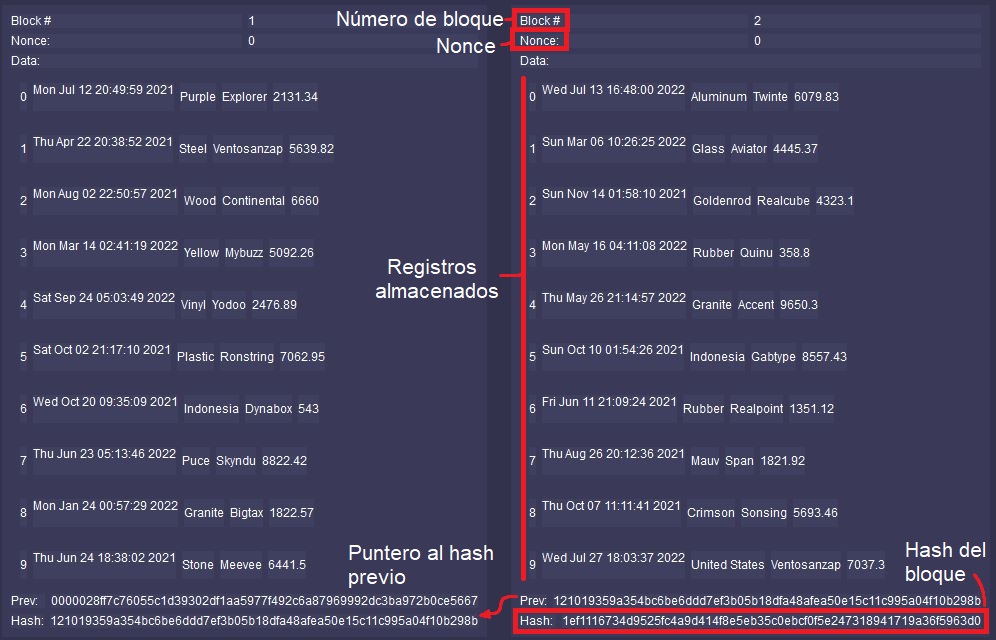 Block # 1
Nonce: 0
Data:
0 Mon Jul 12 20:49:59 2021 Purple Explorer 2131.34
1 Thu Apr 22 20:38:52 2021 Steel Ventosanzap 5639.82
2 Mon Aug 02 22:50:57 2021 Wood Continental 6660
3 Mon Mar 14 02:41:19 2022 Yellow Mybuzz 5092.26
4 Sat Sep 24 05:03:49 2022 Vinyl Yodoo 2476.89
5 Sat Oct 02 21:17:10 2021 Plastic Ronstring 7062.95
6 Wed Oct 20 09:35:09 2021 Indonesia Dynabox 543
7 Thu Jun 23 05:13:46 2022 Puce Skyndu 8822.42
8 Mon Jan 24 00:57:29 2022 Granite Bigtax 1822.57
9 Thu Jun 24 18:38:02 2021 Stone Meevee 6441.5
Prev: 0000028ff7c76055c1d39302df1aa5977f492c6a87969992dc3ba972b0ce5667
Hash: 121019359a354bc6be6ddd7ef3b05b18dfa48afea50e15c11c995a04f10b298b
Número de bloque
Nonce
Registros
almacenados
Puntero al hash
previo
Block # 2
Nonce: 0
Data:
0 Wed Jul 13 16:48:00 2022 Aluminum Twinte 6079.83
1 Sun Mar 06 10:26:25 2022 Glass Aviator 4445.37
2 Sun Nov 14 01:58:10 2021 Goldenrod Realcube 4323.1
3 Mon May 16 04:11:08 2022 Rubber Quinu 358.8
4 Thu May 26 21:14:57 2022 Granite Accent 9650.3
5 Sun Oct 10 01:54:26 2021 Indonesia Gabtype 8557.43
6 Fri Jun 11 21:09:24 2021 Rubber Realpoint 1351.12
7 Thu Aug 26 20:12:36 2021 Mauv Span 1821.92
8 Thu Oct 07 11:11:41 2021 Crimson Sonsing 5693.46
9 Wed Jul 27 18:03:37 2022 United States Ventosanzap 7037.3
Hash del
bloque
Prev: 121019359a354bc6be6ddd7ef3b05b18dfa48afea50e15c11c995a04f10b298b
Hash: 1ef1116734d9525fc4a9d414f8e5eb35c0ebcf0f5e247318941719a36f5963d0